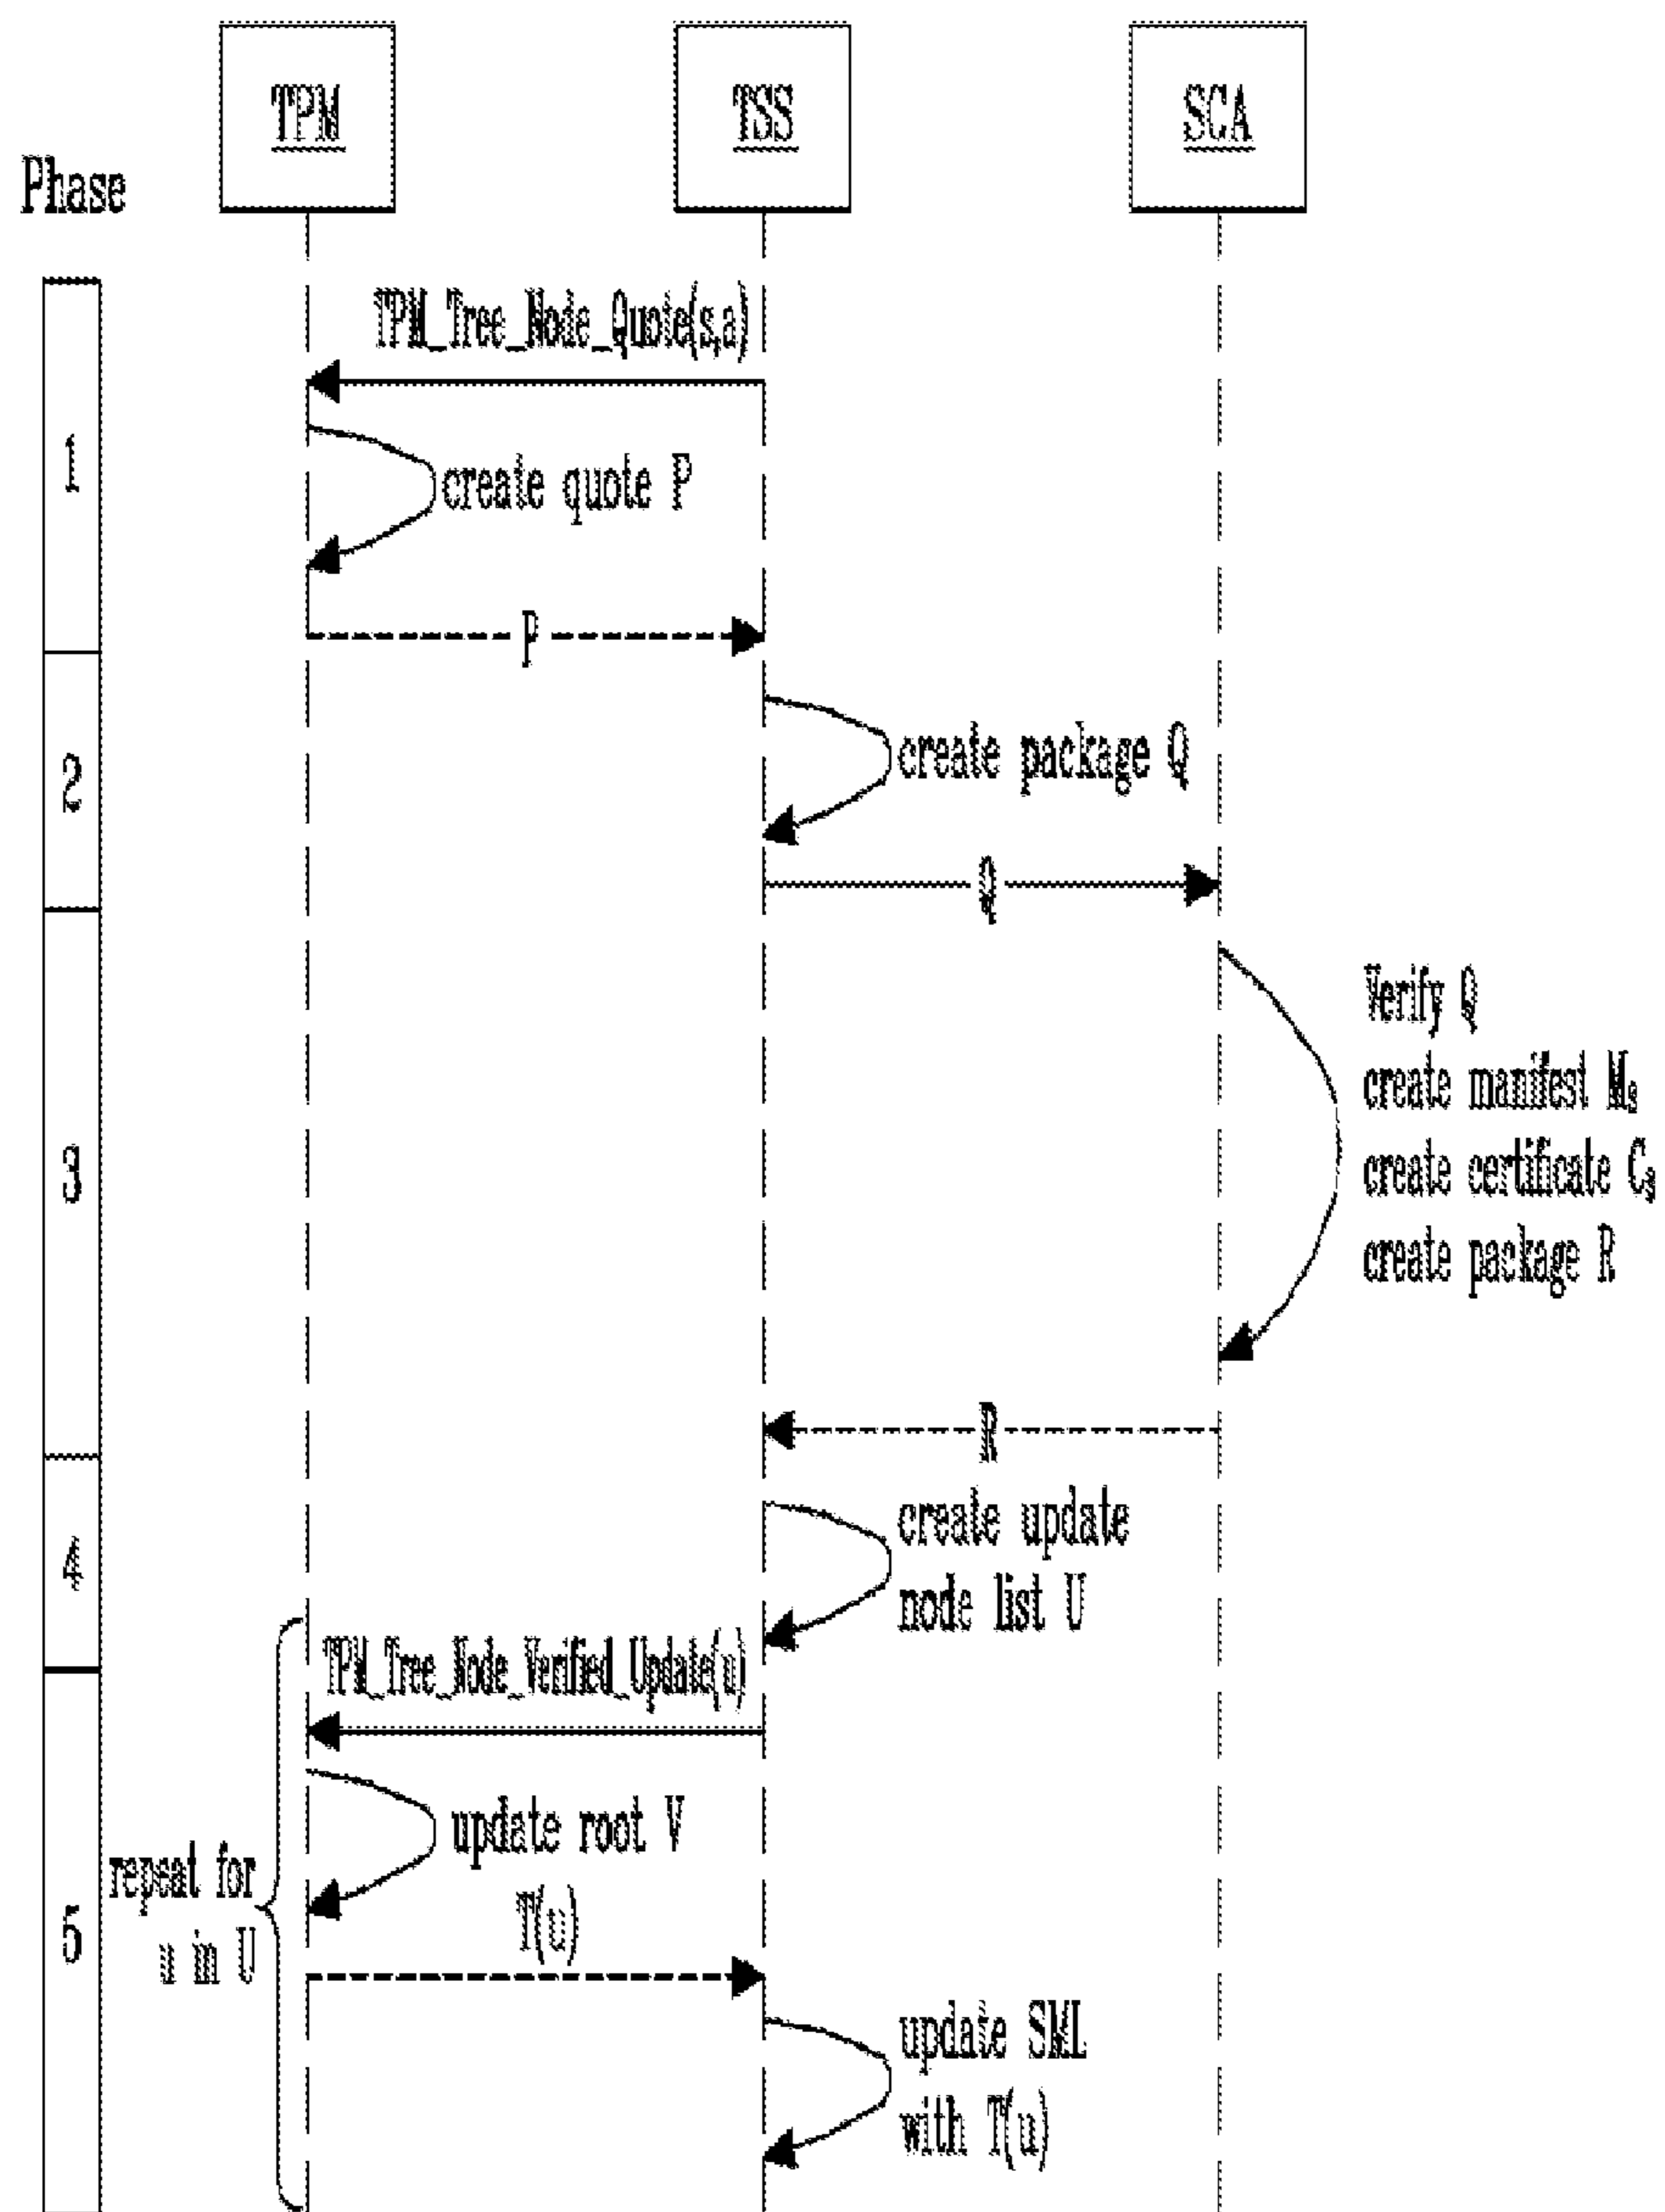 TPM
TSS
SCA
Phase
TPM_Tree_Node_Quote(s,a)
1
create quote P
P
2
create package Q
Q
3
Verify Q
create manifest Ms
create certificate Cs
create package R
R
4
create update
node list U
TPM_Tree_Node_Verified_Update(u)
5
repeat for
u in U
update root V
T(u)
update SML
with T(u)